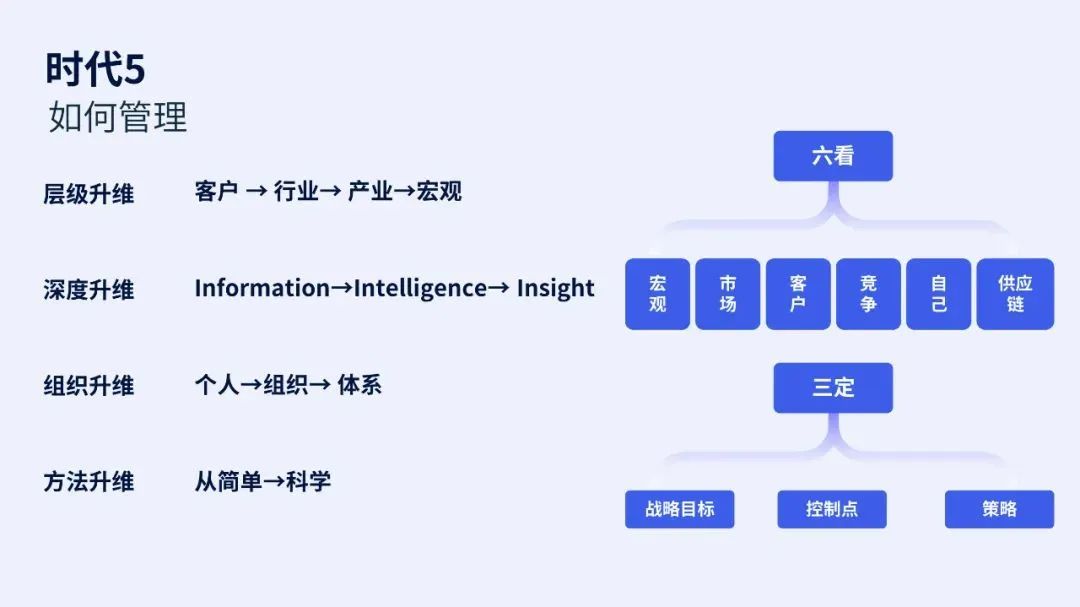 时代5
如何管理
层级升维 客户 → 行业→ 产业→宏观
深度升维 Information→Intelligence→ Insight
组织升维 个人→组织→ 体系
方法升维 从简单→科学
六看
宏观 市场 客户 竞争 自己 供应链
三定
战略目标 控制点 策略